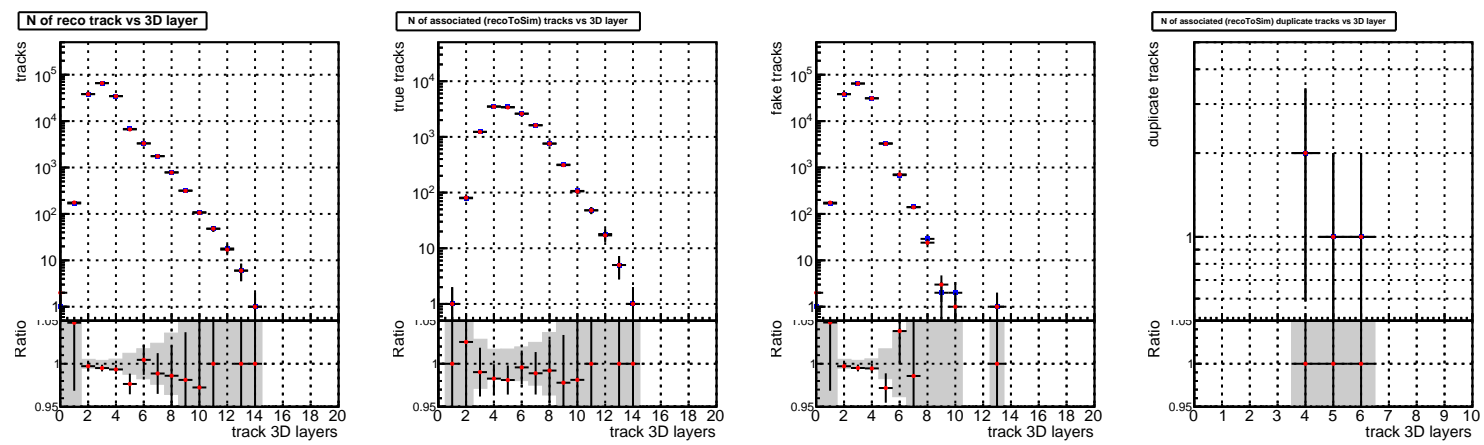 N of reco track vs 3D layer
tracks
10^5
10^4
10^3
10^2
10
1
Ratio
1.05
1
0.95
0 2 4 6 8 10 12 14 16 18 20
track 3D layers
N of associated (recoToSim) tracks vs 3D layer
true tracks
10^4
10^3
10^2
10
1
Ratio
1.05
1
0.95
0 2 4 6 8 10 12 14 16 18 20
track 3D layers
fake tracks
10^5
10^4
10^3
10^2
10
1
Ratio
1.05
1
0.95
0 2 4 6 8 10 12 14 16 18 20
track 3D layers
N of associated (recoToSim) duplicate tracks vs 3D layer
duplicate tracks
1
Ratio
1.05
1
0.95
0 1 2 3 4 5 6 7 8 9 10
track 3D layers